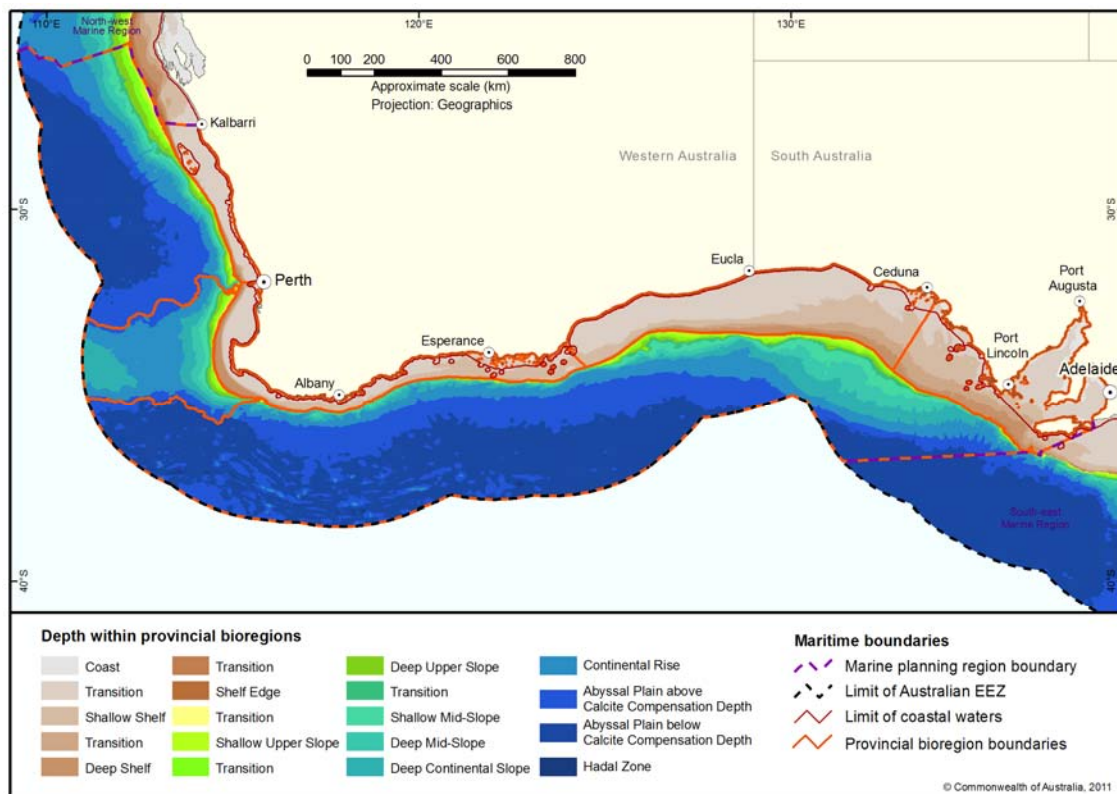 110°E
120°E
130°E
North-west
Marine Region
0 100 200 400 600 800
Approximate scale (km)
Projection: Geographics
Kalbarri
Western Australia
South Australia
30°S
30°S
Perth
Eucla
Ceduna
Port
Augusta
Esperance
Port
Lincoln
Adelaide
Albany
South-east
Marine Region
40°S
40°S
Depth within provincial bioregions
Coast
Transition
Shallow Shelf
Transition
Deep Shelf
Transition
Shelf Edge
Transition
Shallow Upper Slope
Transition
Deep Upper Slope
Transition
Shallow Mid-Slope
Deep Mid-Slope
Deep Continental Slope
Continental Rise
Abyssal Plain above
Calcite Compensation Depth
Abyssal Plain below
Calcite Compensation Depth
Hadal Zone
Maritime boundaries
Marine planning region boundary
Limit of Australian EEZ
Limit of coastal waters
Provincial bioregion boundaries
© Commonwealth of Australia, 2011